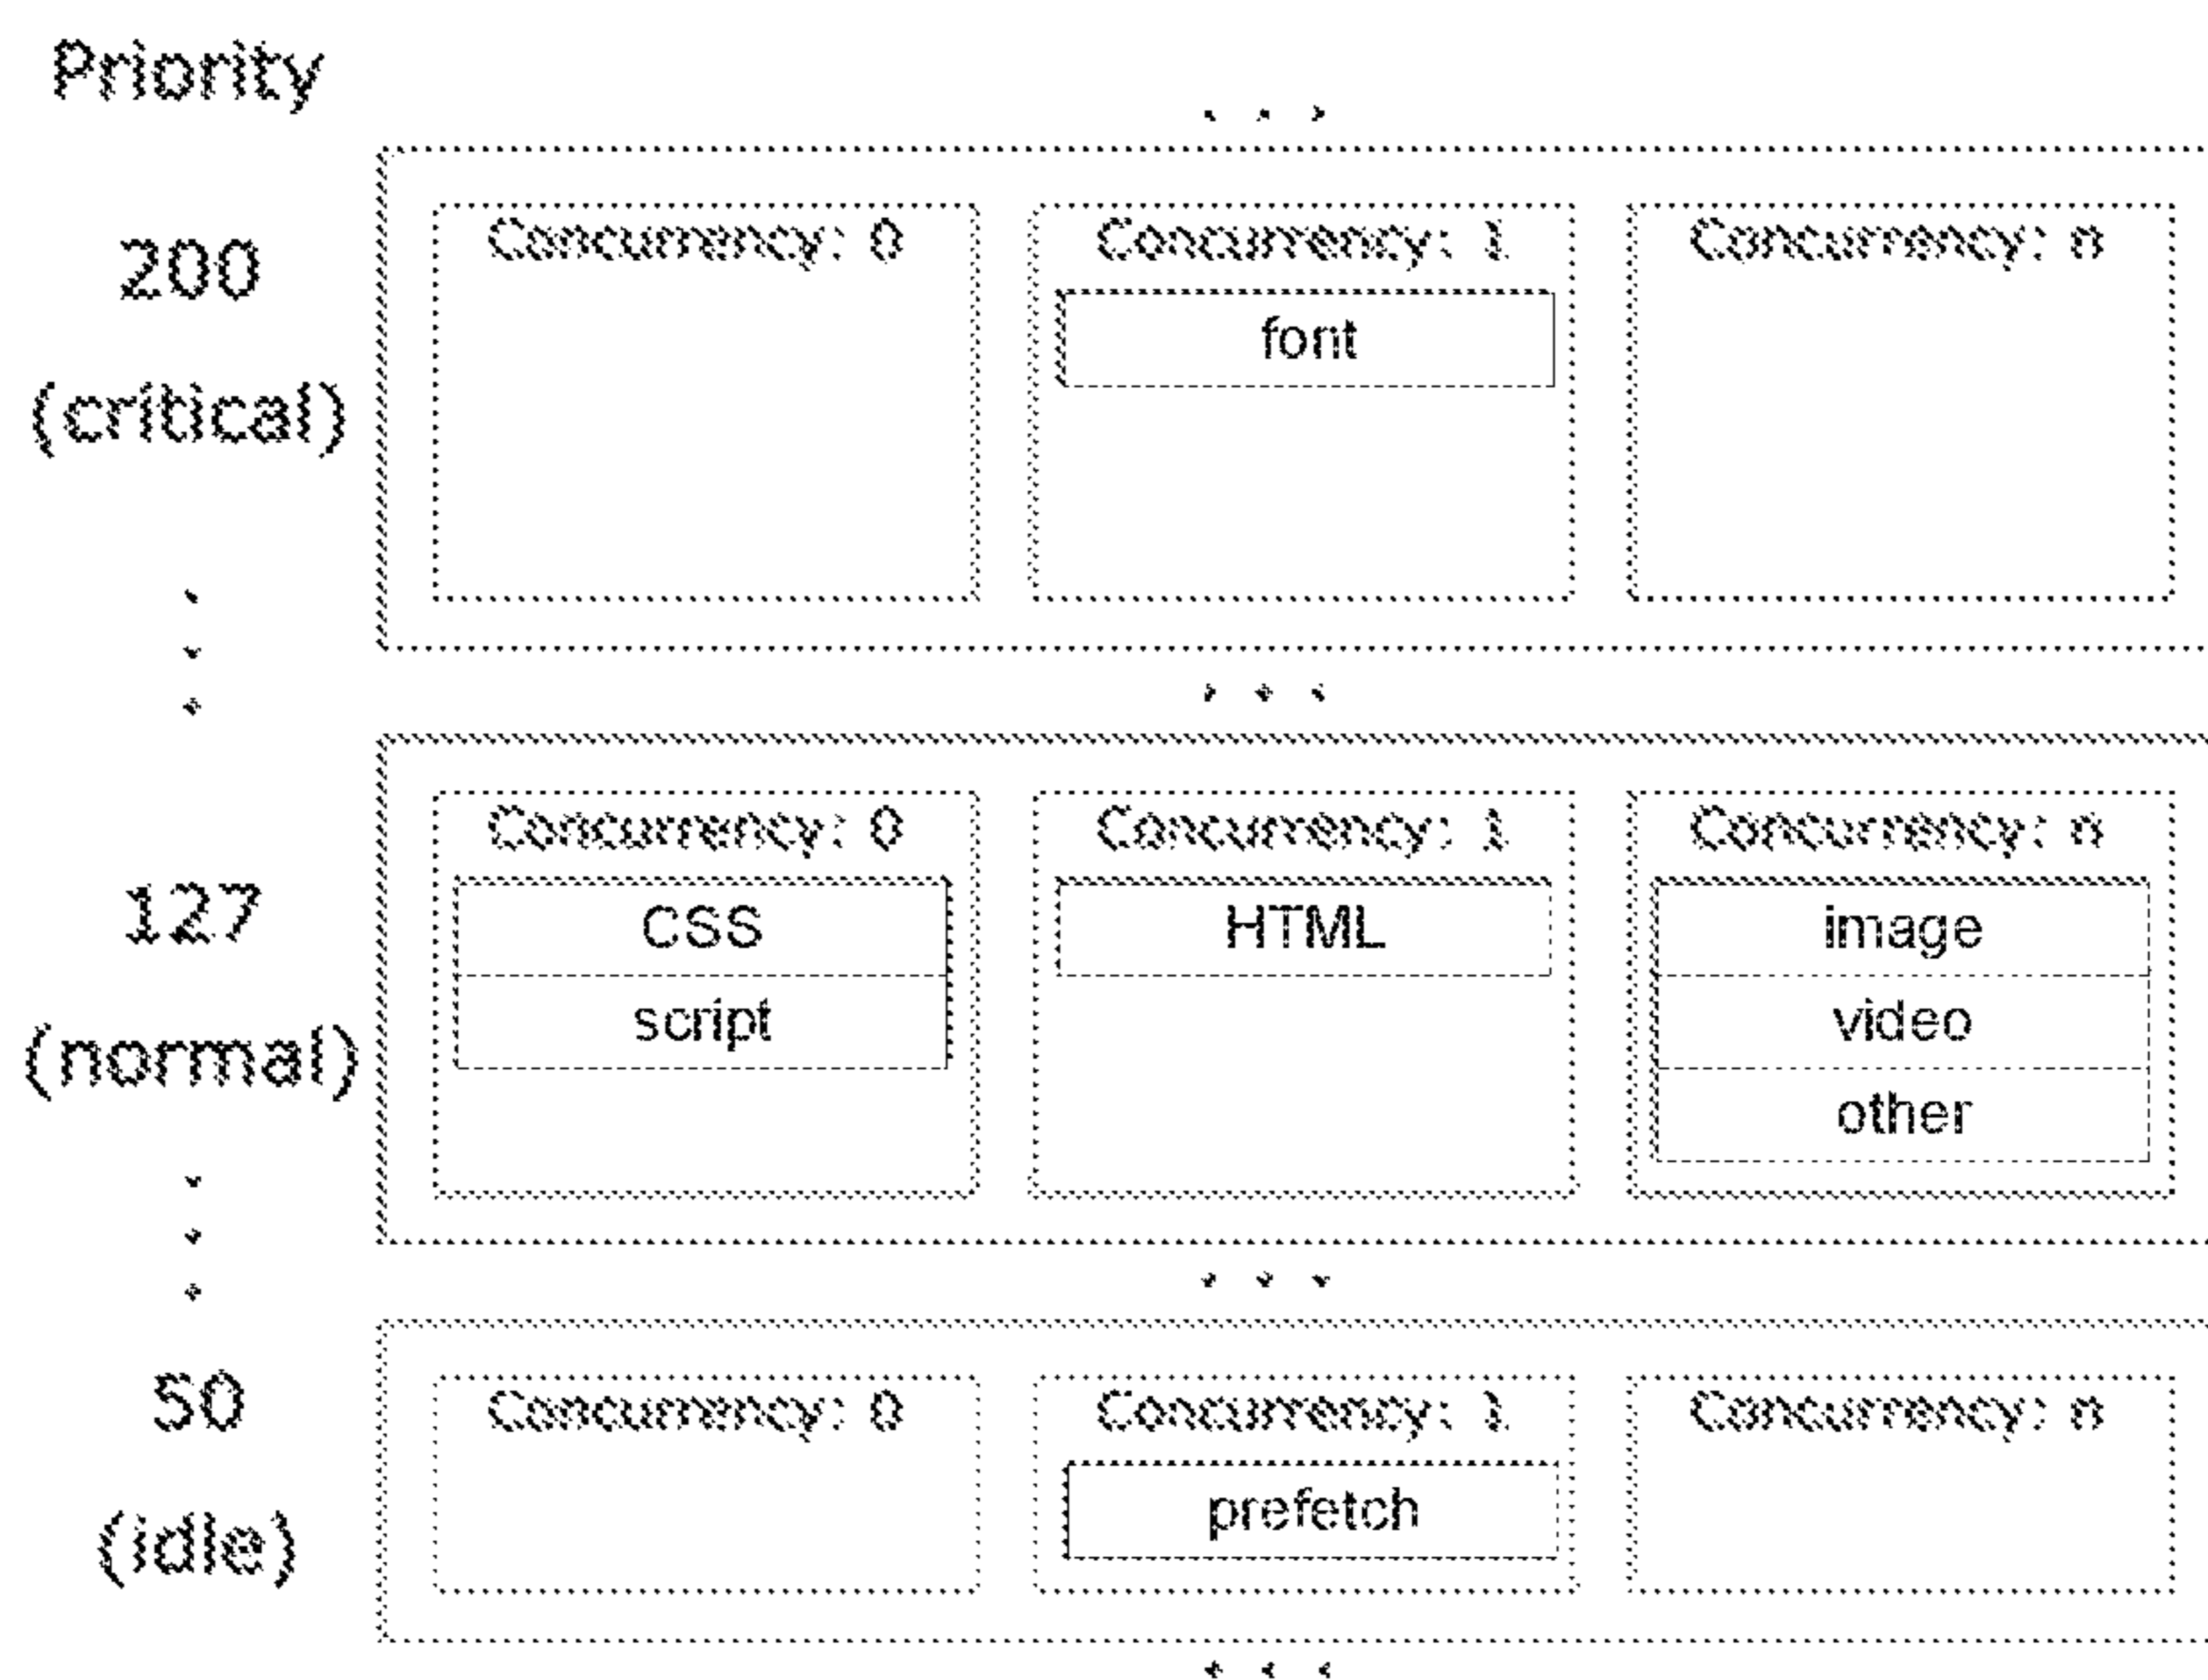 Priority
. . .
200
(critical)
Concurrency: 0
Concurrency: 1
font
Concurrency: n
. . .
127
(normal)
Concurrency: 0
CSS
script
Concurrency: 1
HTML
Concurrency: n
image
video
other
. . .
50
(idle)
Concurrency: 0
Concurrency: 1
prefetch
Concurrency: n
. . .